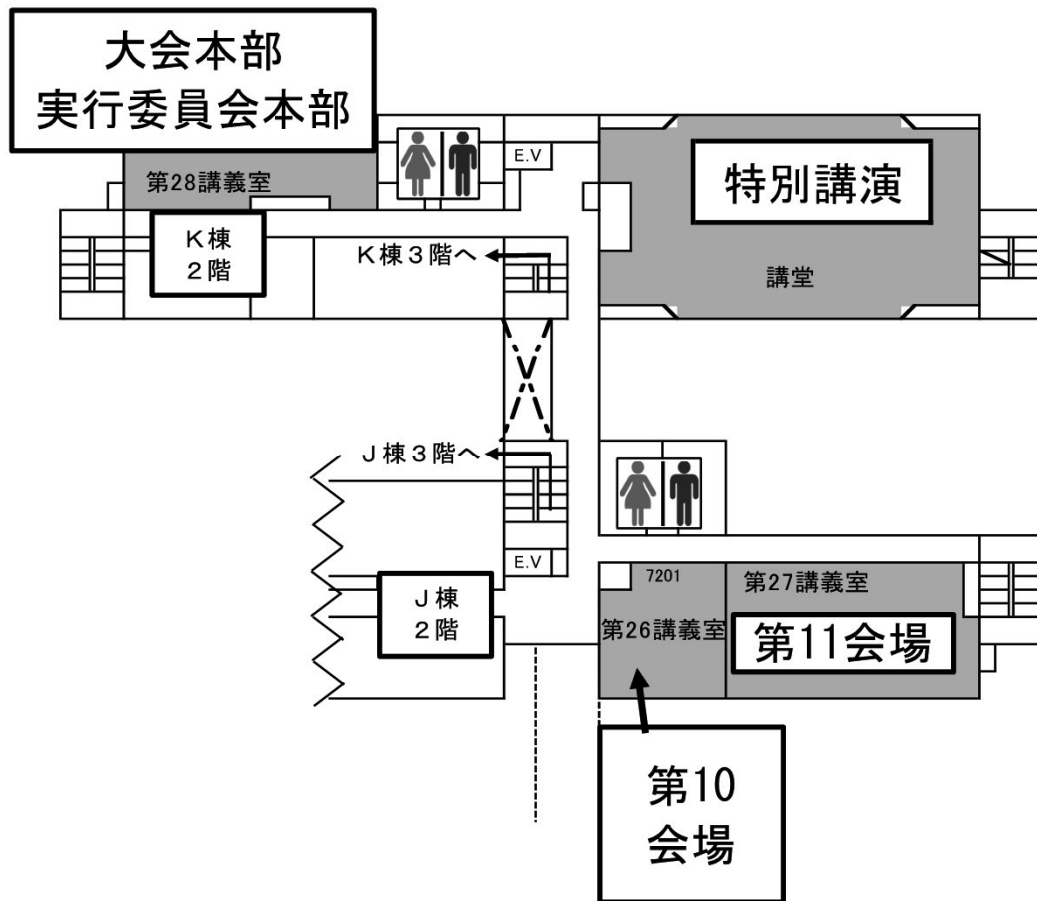 大会本部
実行委員会本部
E.V
特別講演
第28講義室
K棟
2階
K棟3階へ
講堂
J棟3階へ
E.V
7201
第27講義室
J棟
2階
第26講義室
第11会場
第10
会場